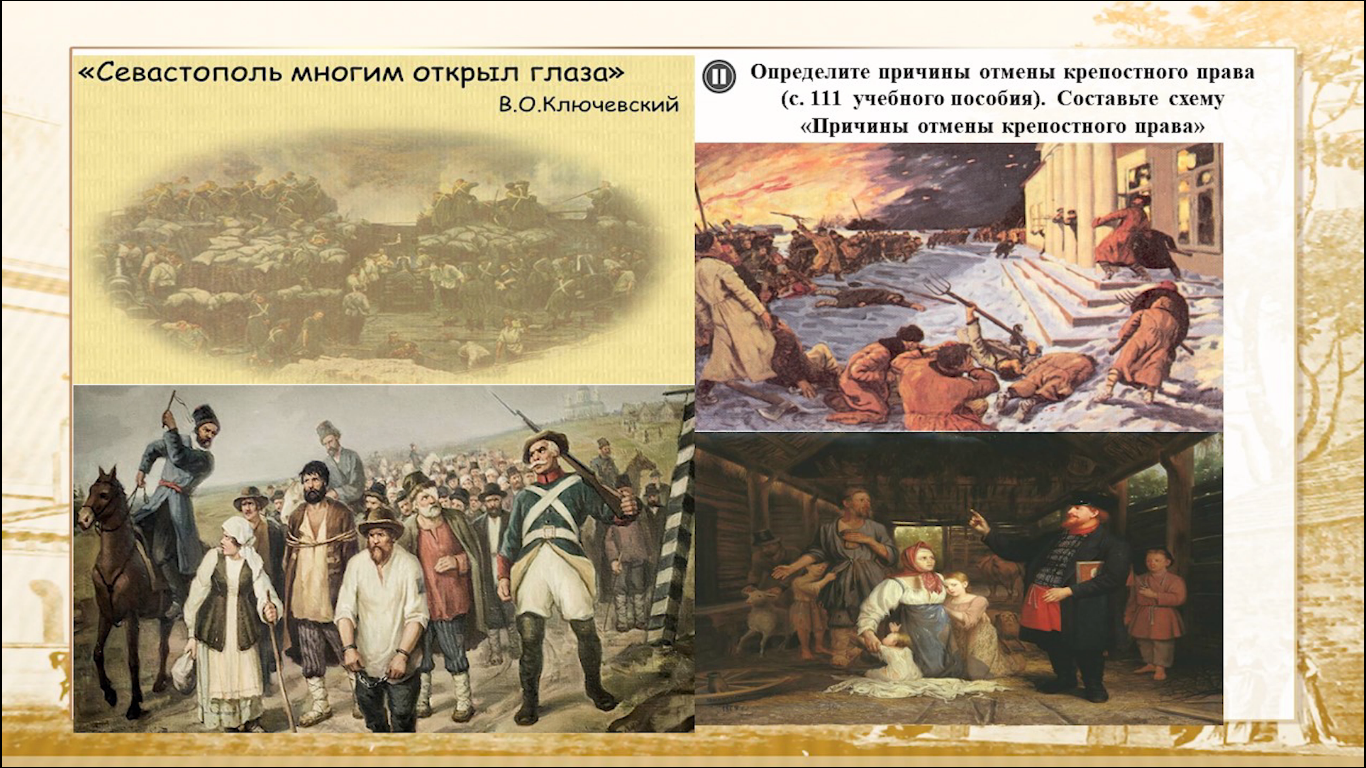 «Севастополь многим открыл глаза»
В.О.Ключевский
Определите причины отмены крепостного права
(с. 111 учебного пособия). Составьте схему
«Причины отмены крепостного права»